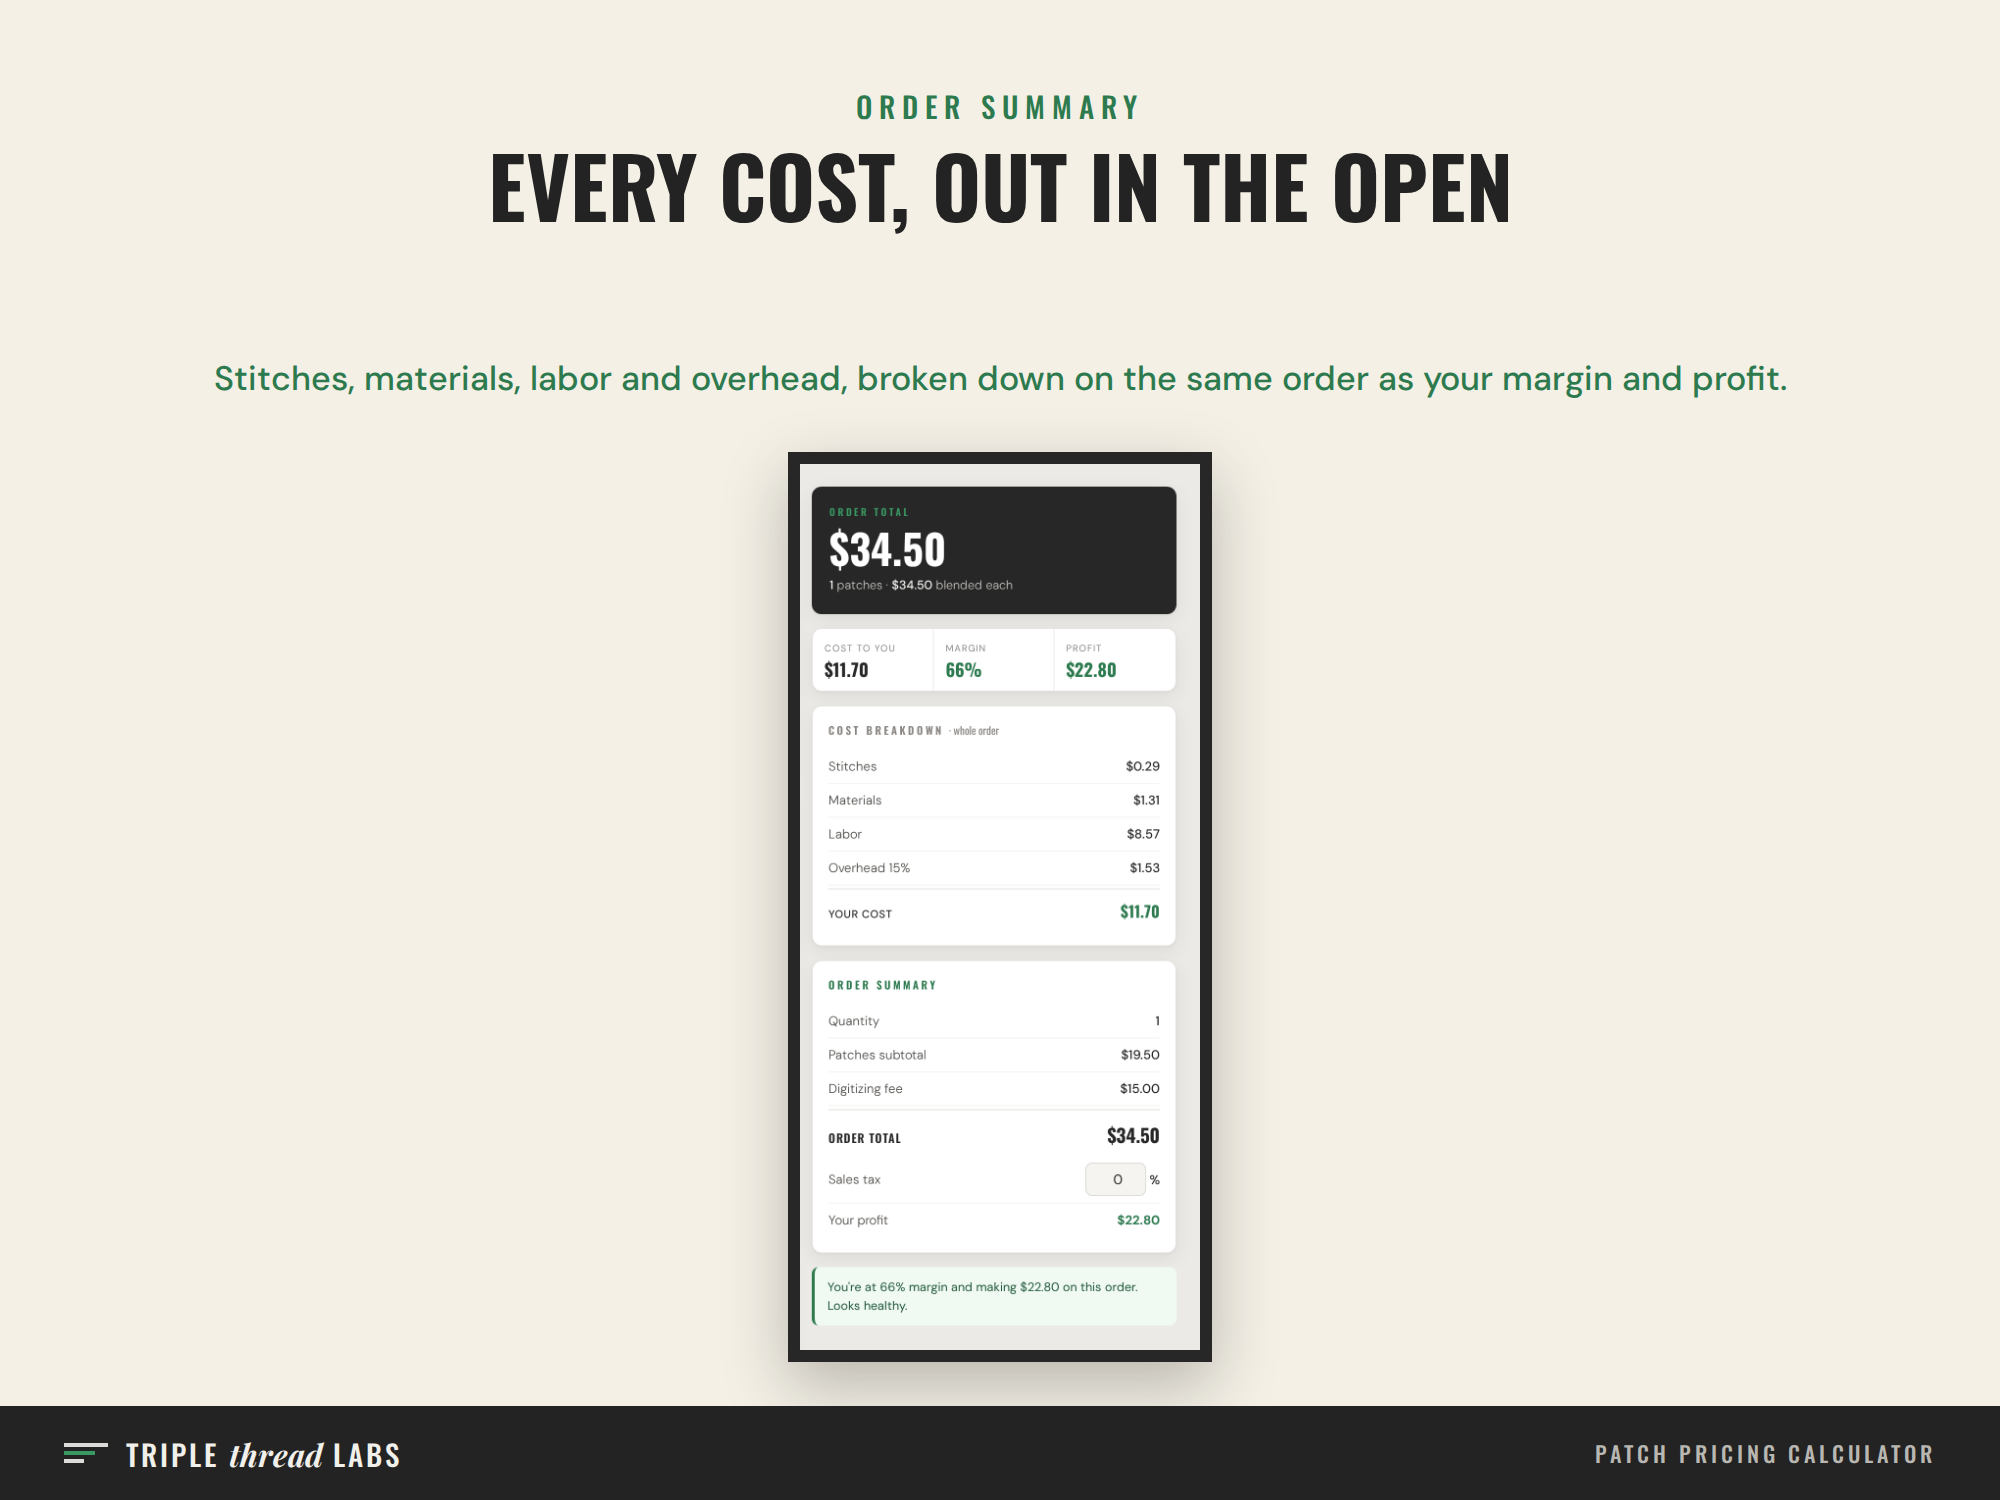 ORDER SUMMARY
EVERY COST, OUT IN THE OPEN
Stitches, materials, labor and overhead, broken down on the same order as your margin and profit.
ORDER TOTAL
$34.50
1 patches · $34.50 blended each
COST TO YOU MARGIN PROFIT
$11.70 66% $22.80
COST BREAKDOWN · whole order
Stitches $0.29
Materials $1.31
Labor $8.57
Overhead 15% $1.53
YOUR COST $11.70
ORDER SUMMARY
Quantity 1
Patches subtotal $19.50
Digitizing fee $15.00
ORDER TOTAL $34.50
Sales tax 0 %
Your profit $22.80
You're at 66% margin and making $22.80 on this order.
Looks healthy.
TRIPLE thread LABS
PATCH PRICING CALCULATOR